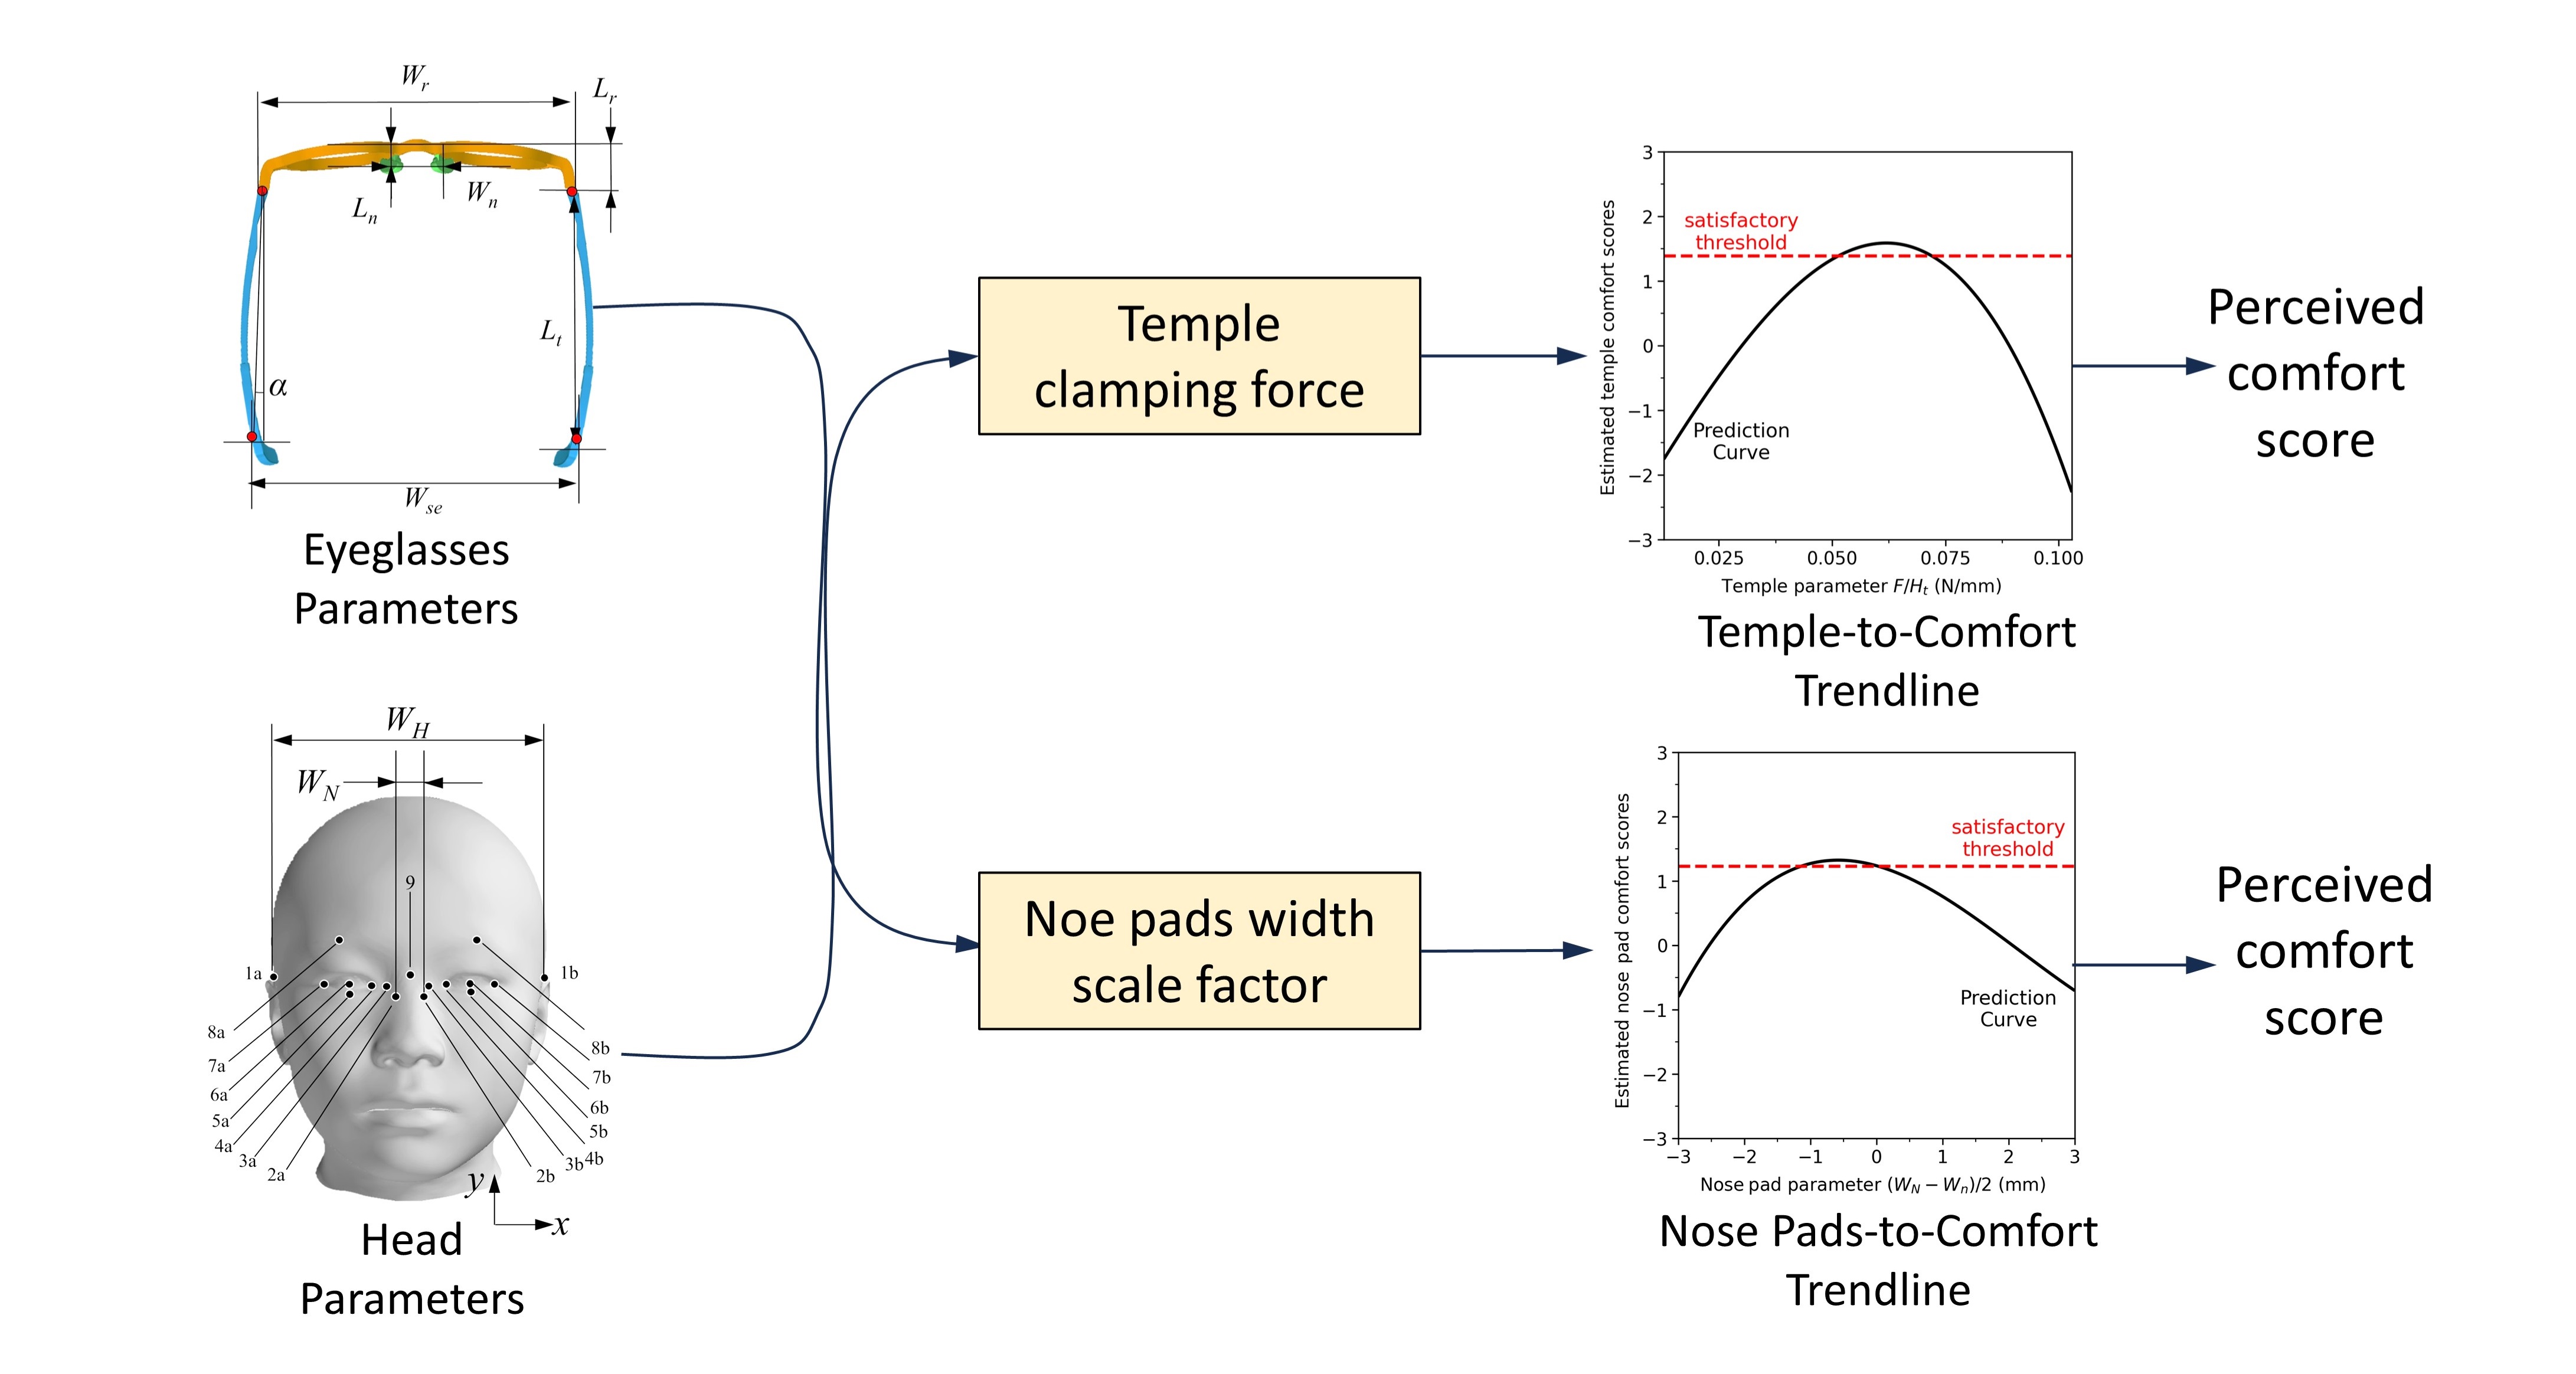 W_r
L_r
L_n
W_n
L_t
α
W_se
Eyeglasses
Parameters
W_H
W_N
9
1a
1b
8a
7a
6a
5a
4a
3a
2a
8b
7b
6b
5b
4b
3b
2b
y
x
Head
Parameters
Temple
clamping force
Noe pads width
scale factor
Estimated temple comfort scores
3
2
1
0
−1
−2
−3
satisfactory
threshold
Prediction
Curve
0.025 0.050 0.075 0.100
Temple parameter F/H_t (N/mm)
Temple-to-Comfort
Trendline
Perceived
comfort
score
Estimated nose pad comfort scores
3
2
1
0
−1
−2
−3
satisfactory
threshold
Prediction
Curve
−3 −2 −1 0 1 2 3
Nose pad parameter (W_N − W_n)/2 (mm)
Nose Pads-to-Comfort
Trendline
Perceived
comfort
score